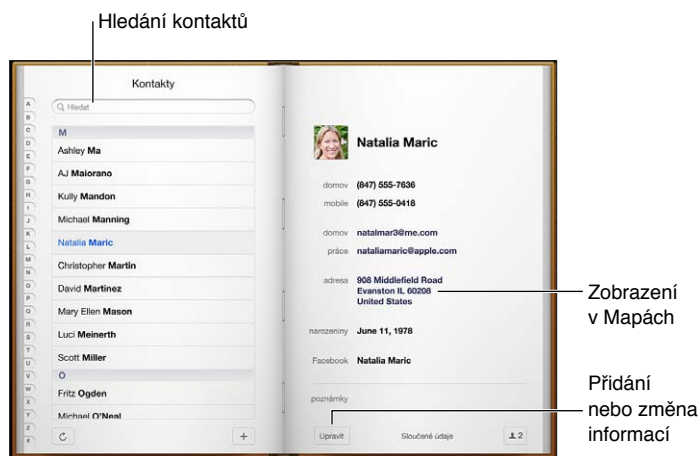 Hledání kontaktů
Kontakty
Hledat
A
B
C
D
E
F
G
H
I
J
K
L
M
N
O
P
Q
R
S
T
U
V
W
X
Y
Z
#
M
Ashley Ma
AJ Maiorano
Kully Mandon
Michael Manning
Natalia Maric
Christopher Martin
David Martinez
Mary Ellen Mason
Luci Meinerth
Scott Miller
O
Fritz Ogden
Michael O'Neal
Natalia Maric
domov (847) 555-7636
mobile (847) 555-0418
domov natalmar3@me.com
práce nataliamaric@apple.com
adresa 908 Middlefield Road
Evanston IL 60208
United States
narozeniny June 11, 1978
Facebook Natalia Maric
poznámky
Upravit Sloučené údaje 2
Zobrazení
v Mapách
Přidání
nebo změna
informací